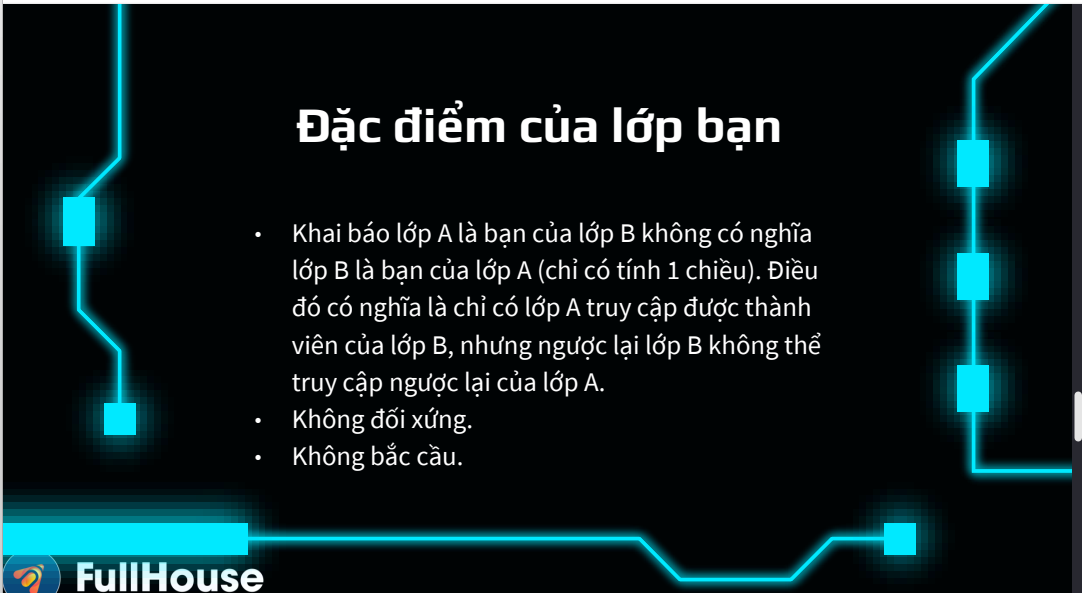 Đặc điểm của lớp bạn
• Khai báo lớp A là bạn của lớp B không có nghĩa
lớp B là bạn của lớp A (chỉ có tính 1 chiều). Điều
đó có nghĩa là chỉ có lớp A truy cập được thành
viên của lớp B, nhưng ngược lại lớp B không thể
truy cập ngược lại của lớp A.
• Không đối xứng.
• Không bắc cầu.
FullHouse